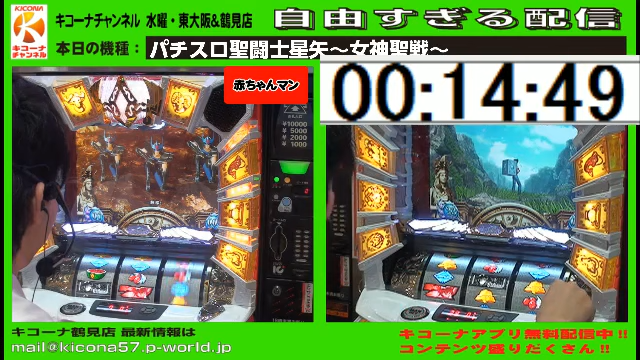 KICONA
キコーナ
チャンネル
キコーナチャンネル 水曜・東大阪&鶴見店
自由すぎる配信
本日の機種：パチスロ聖闘士星矢～女神聖戦～
赤ちゃんマン
00:14:49
¥10000
5000
2000
1000
キコーナ鶴見店 最新情報は
mail@kicona57.p-world.jp
キコーナアプリ無料配信中!!
コンテンツ盛りだくさん!!